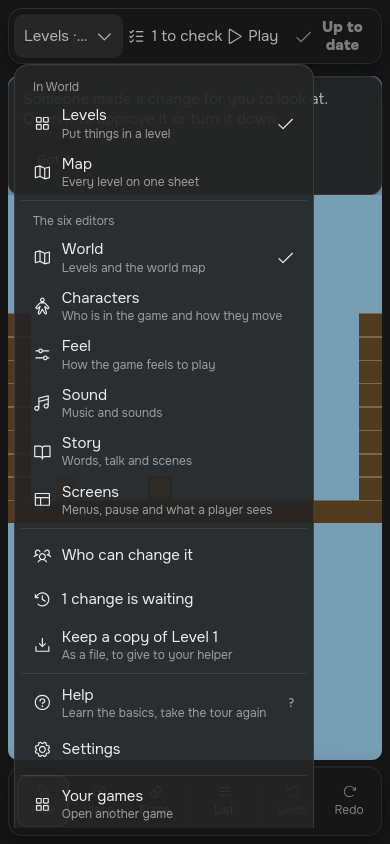 Levels ·...
1 to check
Play
Up to
date
In World
Someone made a change for you to look at.
Levels
Put things in a level
Map
Every level on one sheet
The six editors
World
Levels and the world map
Characters
Who is in the game and how they move
Feel
How the game feels to play
Sound
Music and sounds
Story
Words, talk and scenes
Screens
Menus, pause and what a player sees
Who can change it
1 change is waiting
Keep a copy of Level 1
As a file, to give to your helper
Help
Learn the basics, take the tour again
?
Settings
Your games
Open another game
List
Undo
Redo